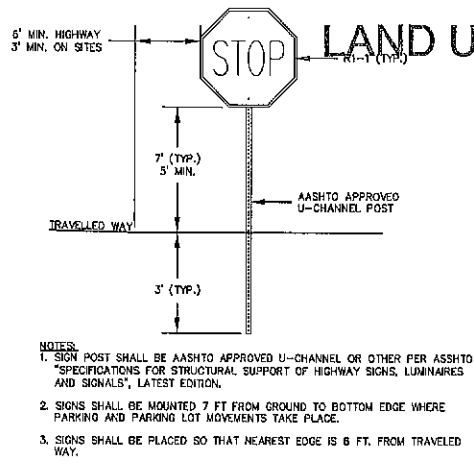 6' MIN. HIGHWAY
3' MIN. ON SITES
STOP
LAND U
R1-1 (TYP.)
7' (TYP.)
5' MIN.
AASHTO APPROVED
U-CHANNEL POST
TRAVELLED WAY
3' (TYP.)
NOTES:
1. SIGN POST SHALL BE AASHTO APPROVED U-CHANNEL OR OTHER PER ASSHTO
"SPECIFICATIONS FOR STRUCTURAL SUPPORT OF HIGHWAY SIGNS, LUMINAIRES
AND SIGNALS", LATEST EDITION.
2. SIGNS SHALL BE MOUNTED 7 FT FROM GROUND TO BOTTOM EDGE WHERE
PARKING AND PARKING LOT MOVEMENTS TAKE PLACE.
3. SIGNS SHALL BE PLACED SO THAT NEAREST EDGE IS 6 FT. FROM TRAVELED
WAY.